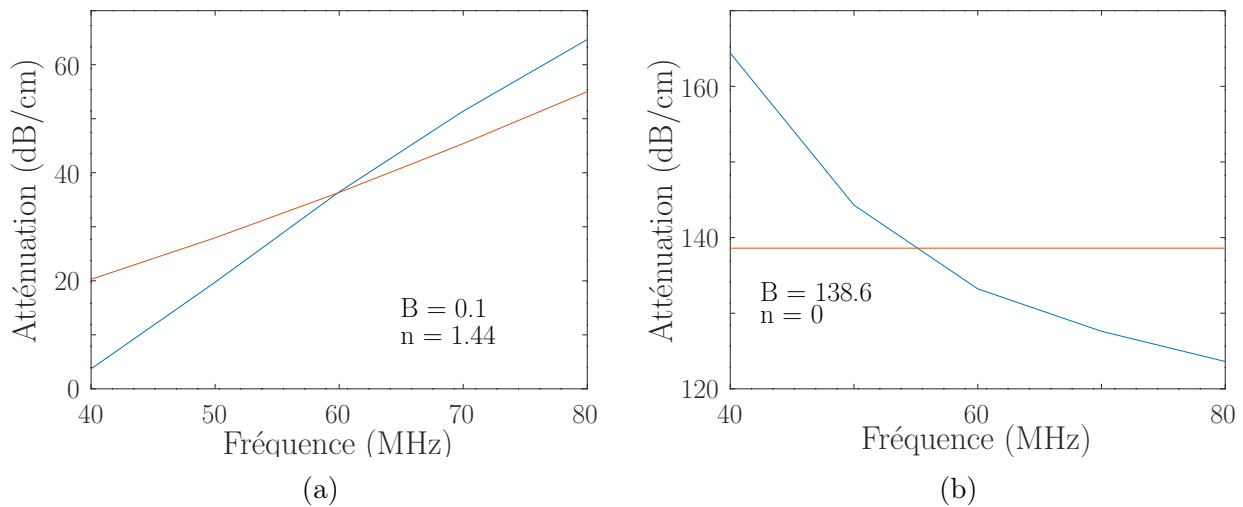 60
40
20
0
40
50
60
70
80
Atténuation (dB/cm)
Fréquence (MHz)
B = 0.1
n = 1.44
(a)
160
140
120
40
60
80
Atténuation (dB/cm)
Fréquence (MHz)
B = 138.6
n = 0
(b)